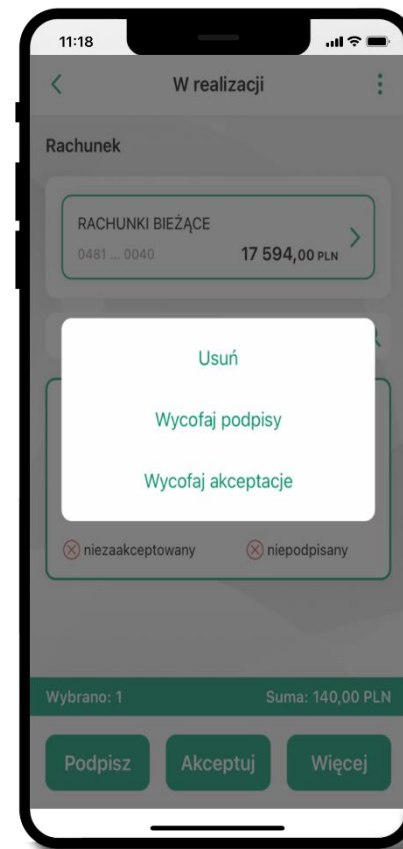 11:18
W realizacji
Rachunek
RACHUNKI BIEŻĄCE
0481 ... 0040 17 594,00 PLN
Usuń
Wycofaj podpisy
Wycofaj akceptacje
niezaakceptowany niepodpisany
Wybrano: 1 Suma: 140,00 PLN
Podpisz Akceptuj Więcej